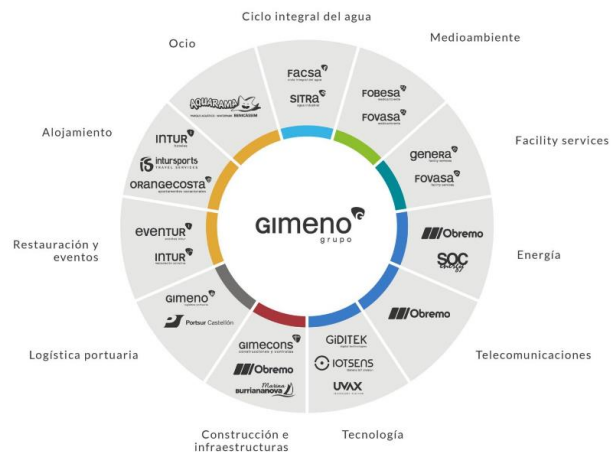 Ciclo integral del agua
FACSA
SITRA
Medioambiente
FOBESA
FOVASA
Facility services
genera
FOVASA
Energía
Obremo
SOC
energy
Telecomunicaciones
Obremo
Tecnología
GIDITEK
IOTSENS
UVAX
Construcción e
infraestructuras
GIMECONS
Obremo
Marina
BURRIANANOVA
Logística portuaria
GIMENO
Portsur Castellón
Restauración y
eventos
EVENTUR
INTUR
Alojamiento
INTUR
intursports
TRAVEL SERVICES
ORANGECOSTA
Ocio
AQUARAMA
BENICÀSSIM
GIMENO
grupo